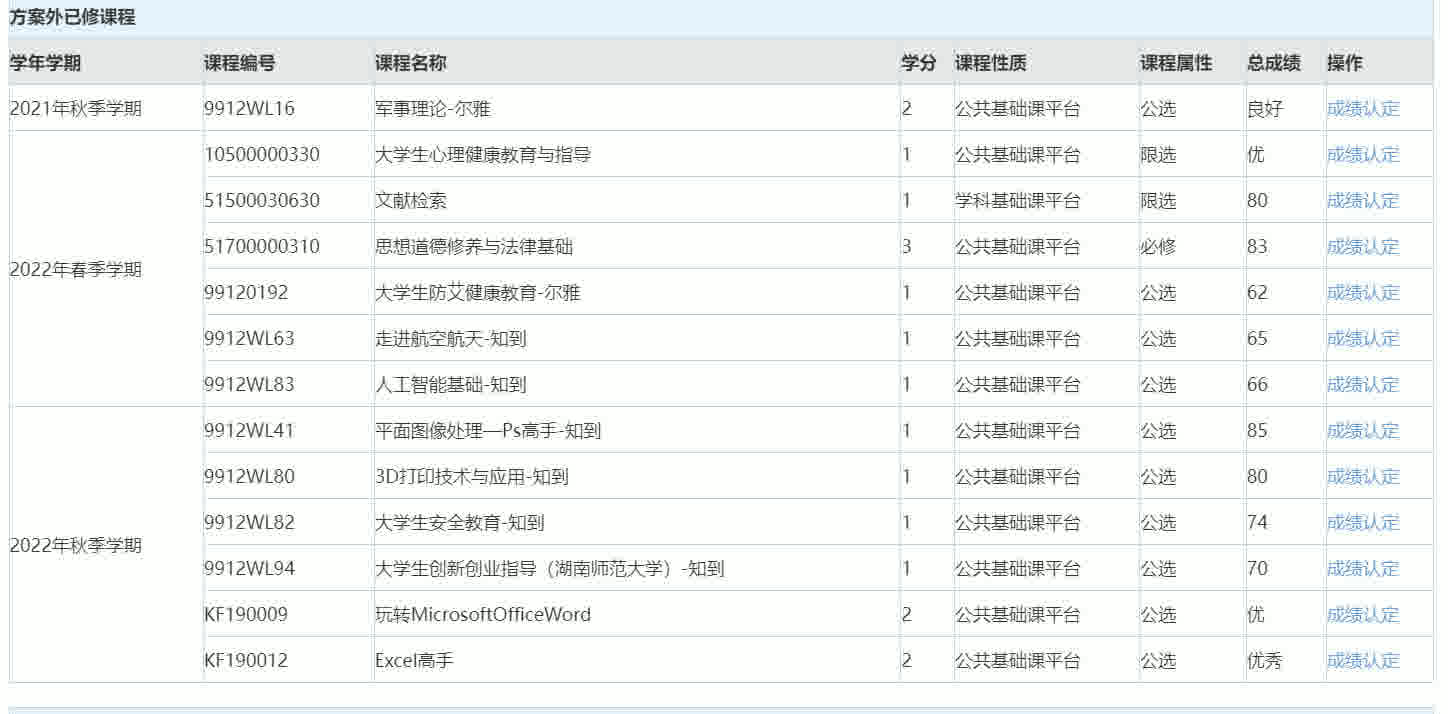 方案外已修课程
学年学期 课程编号 课程名称 学分 课程性质 课程属性 总成绩 操作
2021年秋季学期 9912WL16 军事理论-尔雅 2 公共基础课平台 公选 良好 成绩认定
10500000330 大学生心理健康教育与指导 1 公共基础课平台 限选 优 成绩认定
51500030630 文献检索 1 学科基础课平台 限选 80 成绩认定
51700000310 思想道德修养与法律基础 3 公共基础课平台 必修 83 成绩认定
2022年春季学期
99120192 大学生防艾健康教育-尔雅 1 公共基础课平台 公选 62 成绩认定
9912WL63 走进航空航天-知到 1 公共基础课平台 公选 65 成绩认定
9912WL83 人工智能基础-知到 1 公共基础课平台 公选 66 成绩认定
9912WL41 平面图像处理—Ps高手-知到 1 公共基础课平台 公选 85 成绩认定
9912WL80 3D打印技术与应用-知到 1 公共基础课平台 公选 80 成绩认定
9912WL82 大学生安全教育-知到 1 公共基础课平台 公选 74 成绩认定
2022年秋季学期
9912WL94 大学生创新创业指导（湖南师范大学）-知到 1 公共基础课平台 公选 70 成绩认定
KF190009 玩转MicrosoftOfficeWord 2 公共基础课平台 公选 优 成绩认定
KF190012 Excel高手 2 公共基础课平台 公选 优秀 成绩认定